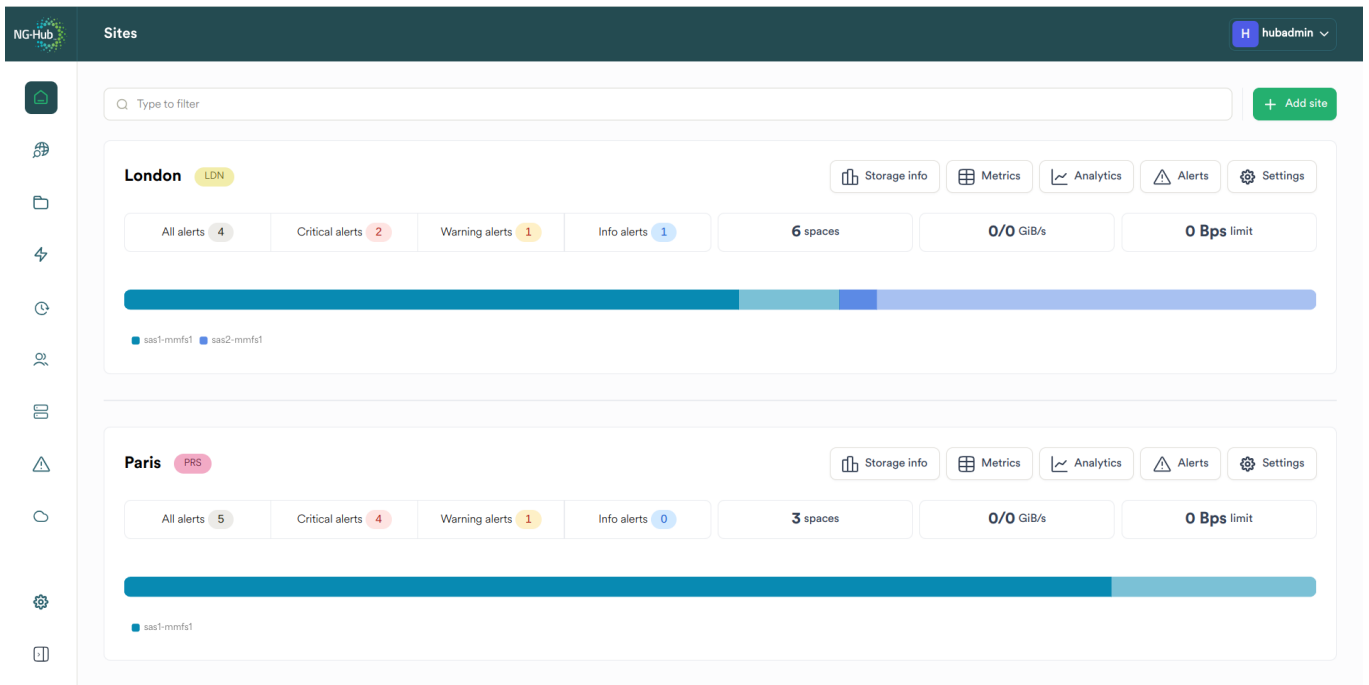 NG-Hub
Sites
H hubadmin
Type to filter
+ Add site
London LDN
Storage info Metrics Analytics Alerts Settings
All alerts 4 Critical alerts 2 Warning alerts 1 Info alerts 1 6 spaces 0/0 GiB/s 0 Bps limit
sas1-mmfs1 sas2-mmfs1
Paris PRS
Storage info Metrics Analytics Alerts Settings
All alerts 5 Critical alerts 4 Warning alerts 1 Info alerts 0 3 spaces 0/0 GiB/s 0 Bps limit
sas1-mmfs1